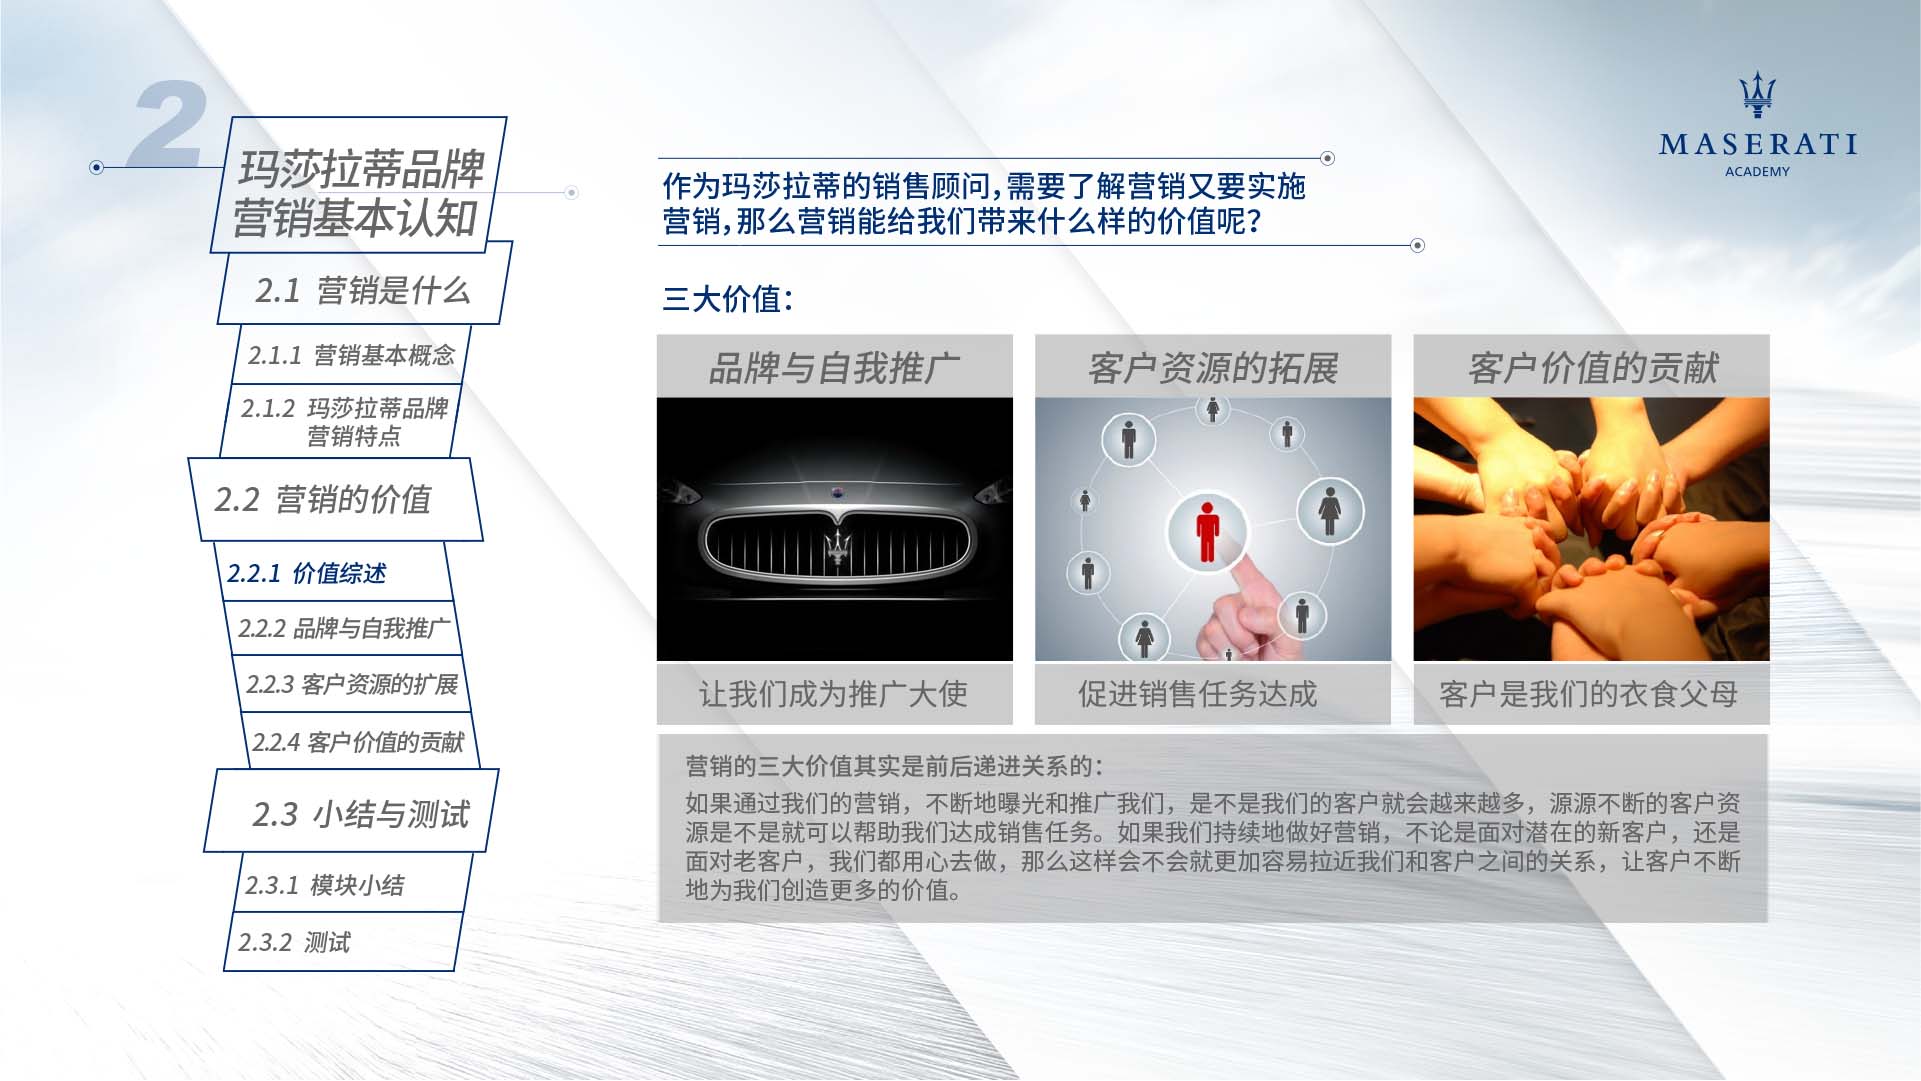 2
玛莎拉蒂品牌
营销基本认知
2.1 营销是什么
2.1.1 营销基本概念
2.1.2 玛莎拉蒂品牌
营销特点
2.2 营销的价值
2.2.1 价值综述
2.2.2 品牌与自我推广
2.2.3 客户资源的扩展
2.2.4 客户价值的贡献
2.3 小结与测试
2.3.1 模块小结
2.3.2 测试
MASERATI
ACADEMY
作为玛莎拉蒂的销售顾问，需要了解营销又要实施
营销，那么营销能给我们带来什么样的价值呢？
三大价值：
品牌与自我推广
让我们成为推广大使
客户资源的拓展
促进销售任务达成
客户价值的贡献
客户是我们的衣食父母
营销的三大价值其实是前后递进关系的：
如果通过我们的营销，不断地曝光和推广我们，是不是我们的客户就会越来越多，源源不断的客户资
源是不是就可以帮助我们达成销售任务。如果我们持续地做好营销，不论是面对潜在的新客户，还是
面对老客户，我们都用心去做，那么这样会不会就更加容易拉近我们和客户之间的关系，让客户不断
地为我们创造更多的价值。